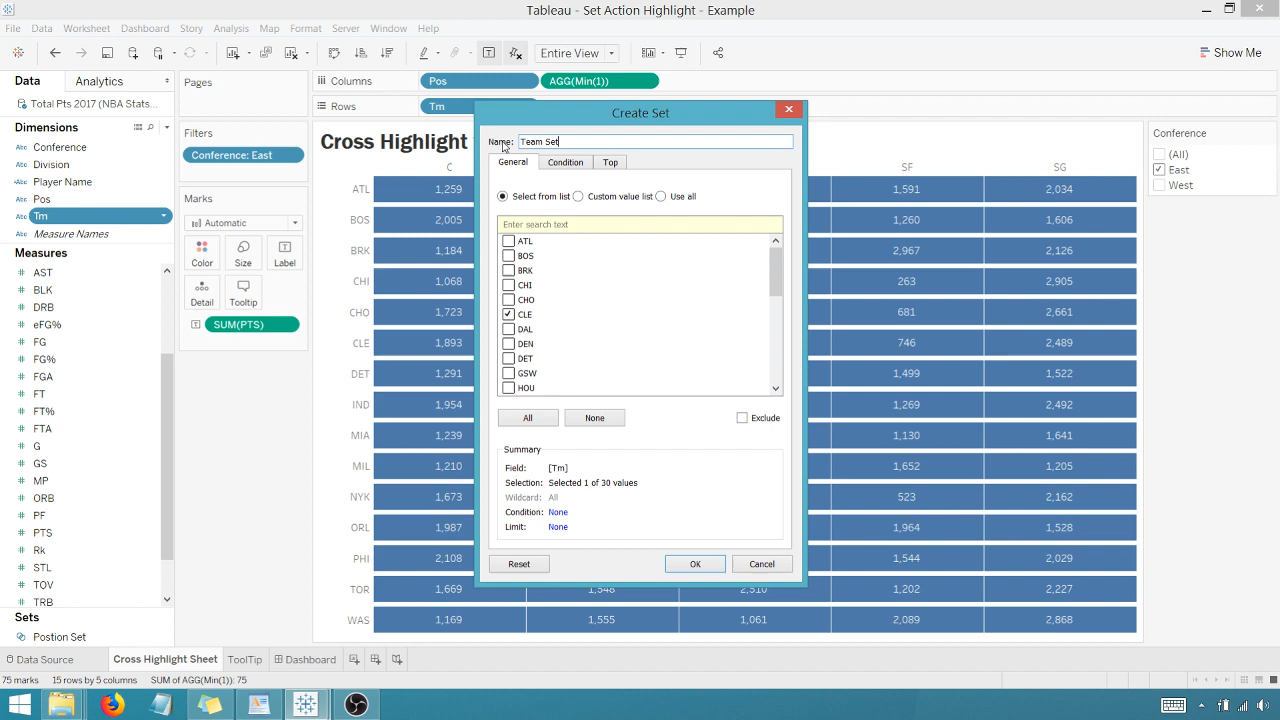 Tableau - Set Action Highlight - Example
File Data Worksheet Dashboard Story Analysis Map Format Server Window Help
Entire View
Show Me
Data Analytics
Total Pts 2017 (NBA Stats...
Dimensions
Abc Conference
Abc Division
Abc Player Name
Abc Pos
Abc Tm
Abc Measure Names
Measures
# AST
# BLK
# DRB
# eFG%
# FG
# FG%
# FGA
# FT
# FT%
# FTA
# G
# GS
# MP
# ORB
# PF
# PTS
# Rk
# STL
# TOV
# TRB
Sets
Postion Set
Pages
Filters
Conference: East
Marks
Automatic
Color Size Label
Detail Tooltip
SUM(PTS)
Columns Pos AGG(Min(1))
Rows Tm
Cross Highlight
C SF SG
ATL 1,259 1,591 2,034
BOS 2,005 1,260 1,606
BRK 1,184 2,967 2,126
CHI 1,068 263 2,905
CHO 1,723 681 2,661
CLE 1,893 746 2,489
DET 1,291 1,499 1,522
IND 1,954 1,269 2,492
MIA 1,239 1,130 1,641
MIL 1,210 1,652 1,205
NYK 1,673 523 2,162
ORL 1,987 1,964 1,528
PHI 2,108 1,544 2,029
TOR 1,669 1,548 2,510 1,202 2,227
WAS 1,169 1,555 1,061 2,089 2,868
Create Set
Name: Team Set
General Condition Top
Select from list Custom value list Use all
Enter search text
ATL
BOS
BRK
CHI
CHO
CLE
DAL
DEN
DET
GSW
HOU
All None Exclude
Summary
Field: [Tm]
Selection: Selected 1 of 30 values
Wildcard: All
Condition: None
Limit: None
Reset OK Cancel
Conference
(All)
East
West
Data Source Cross Highlight Sheet ToolTip Dashboard
75 marks 15 rows by 5 columns SUM of AGG(Min(1)): 75